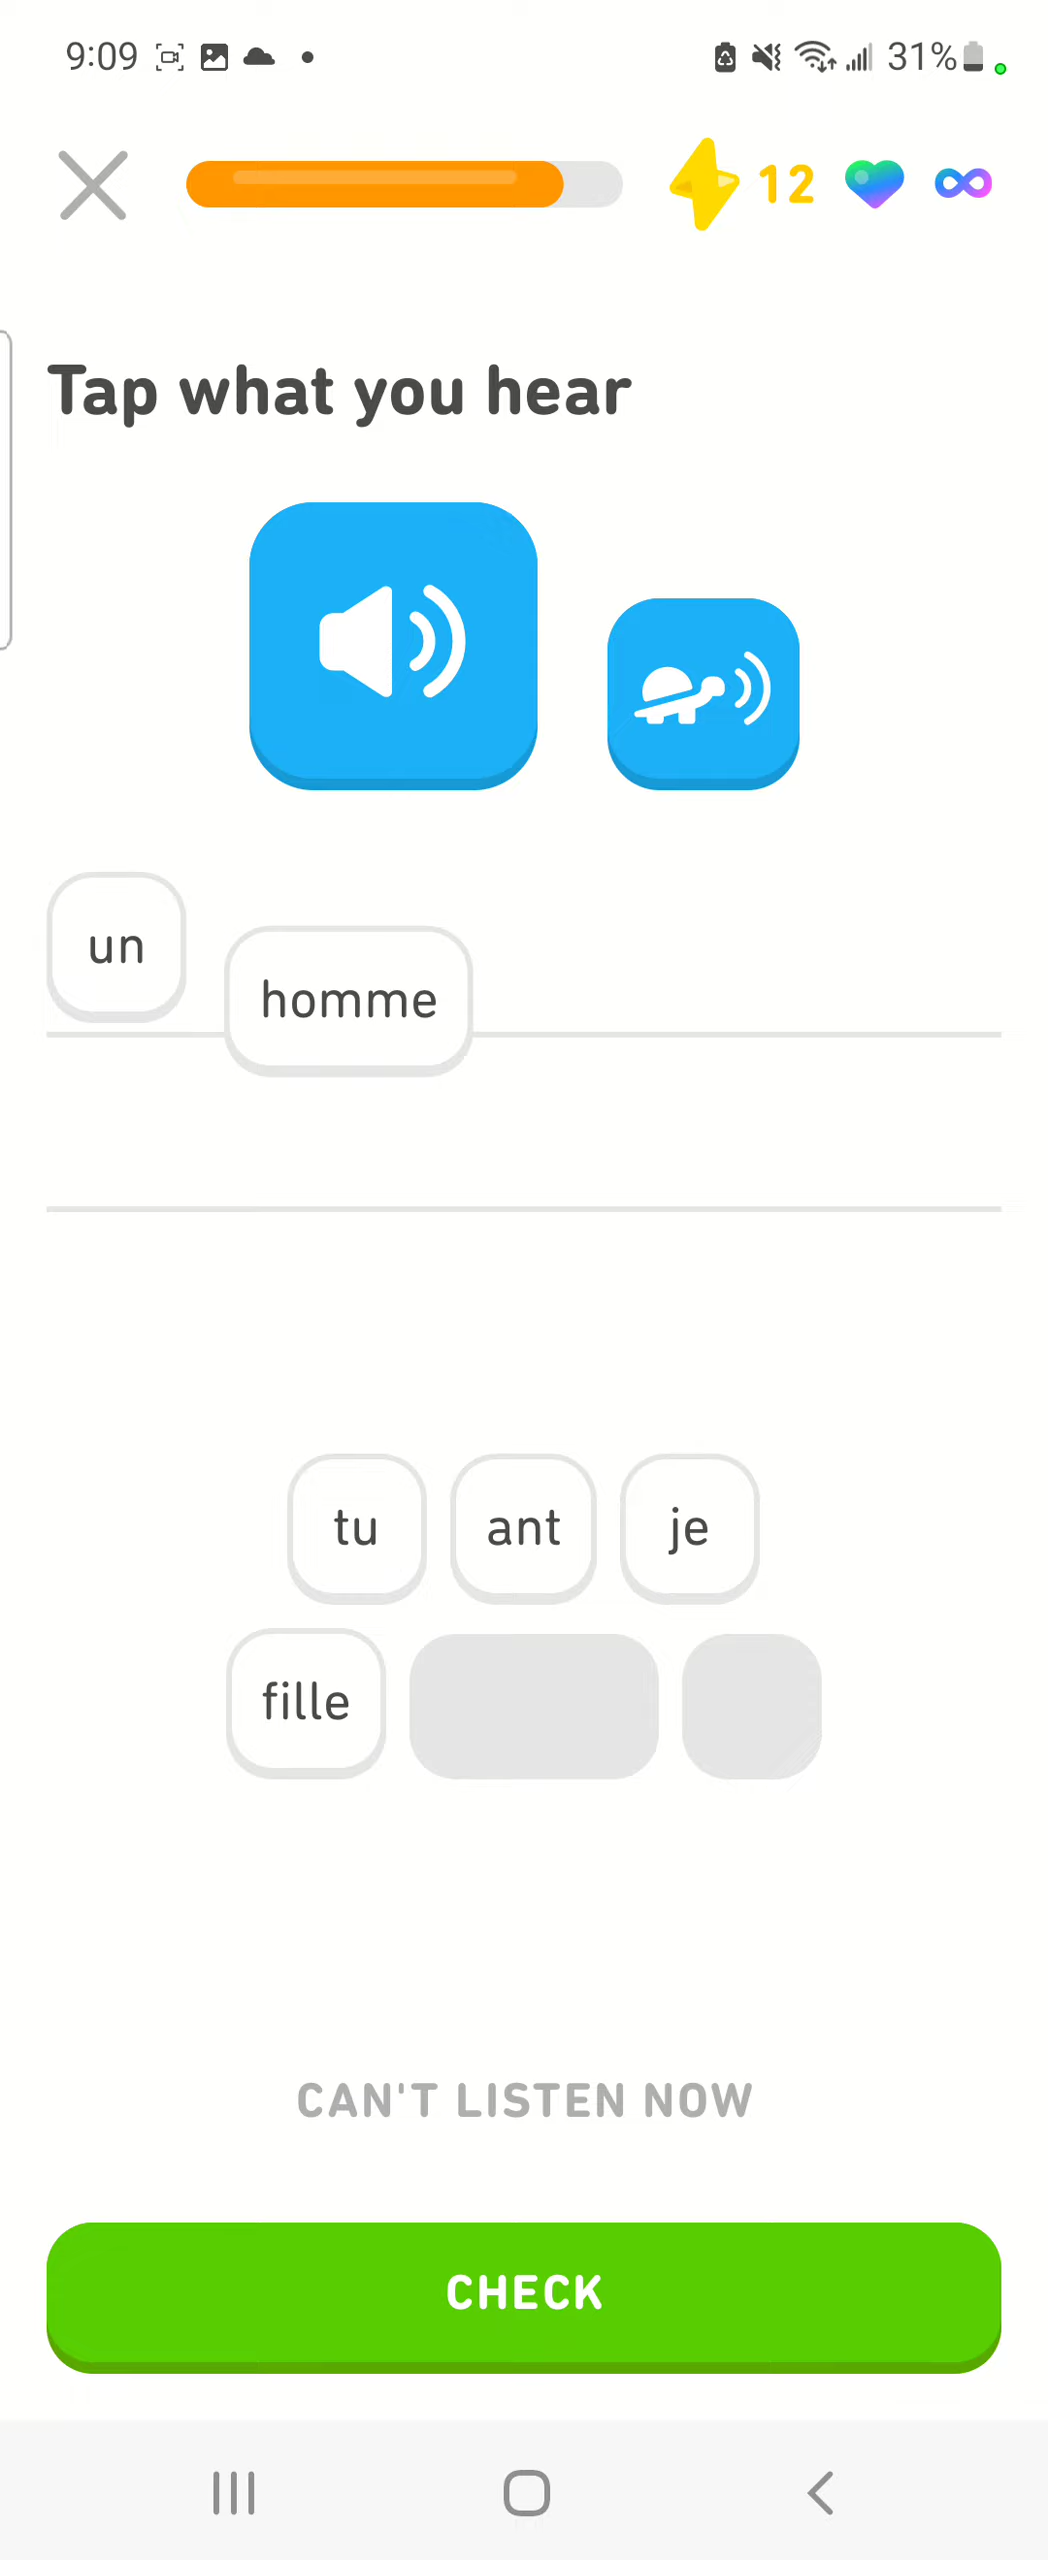 9:09 31%
12
Tap what you hear
un
homme
tu ant je
fille
CAN'T LISTEN NOW
CHECK